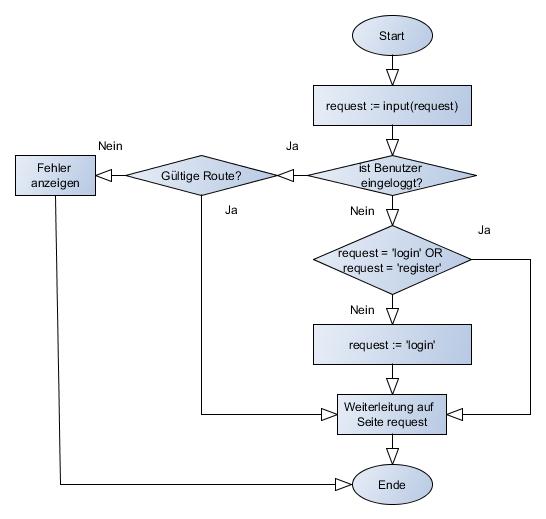 Start
request := input(request)
Nein
Ja
Fehler
anzeigen
Gültige Route?
ist Benutzer
eingeloggt?
Ja
Nein
Ja
request = 'login' OR
request = 'register'
Nein
request := 'login'
Weiterleitung auf
Seite request
Ende